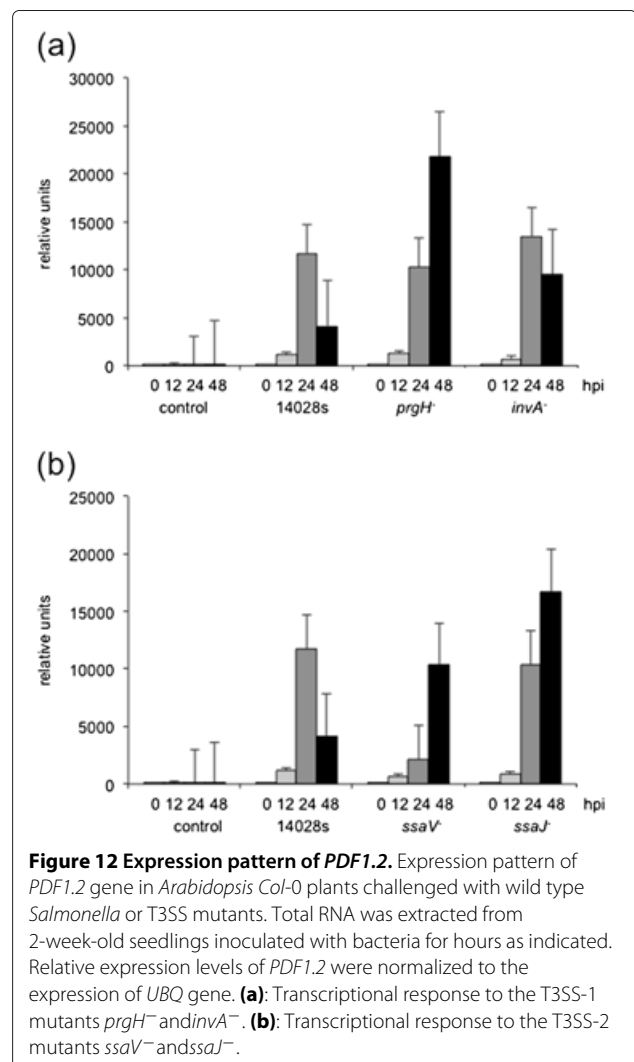 (a)
30000
25000
20000
15000
10000
5000
0
relative units
0 12 24 48 0 12 24 48 0 12 24 48 0 12 24 48 hpi
control 14028s prgH- invA-
(b)
25000
20000
15000
10000
5000
0
relative units
0 12 24 48 0 12 24 48 0 12 24 48 0 12 24 48 hpi
control 14028s ssaV- ssaJ-
Figure 12 Expression pattern of PDF1.2. Expression pattern of
PDF1.2 gene in Arabidopsis Col-0 plants challenged with wild type
Salmonella or T3SS mutants. Total RNA was extracted from
2-week-old seedlings inoculated with bacteria for hours as indicated.
Relative expression levels of PDF1.2 were normalized to the
expression of UBQ gene. (a): Transcriptional response to the T3SS-1
mutants prgH−andinvA−. (b): Transcriptional response to the T3SS-2
mutants ssaV−andssaJ−.